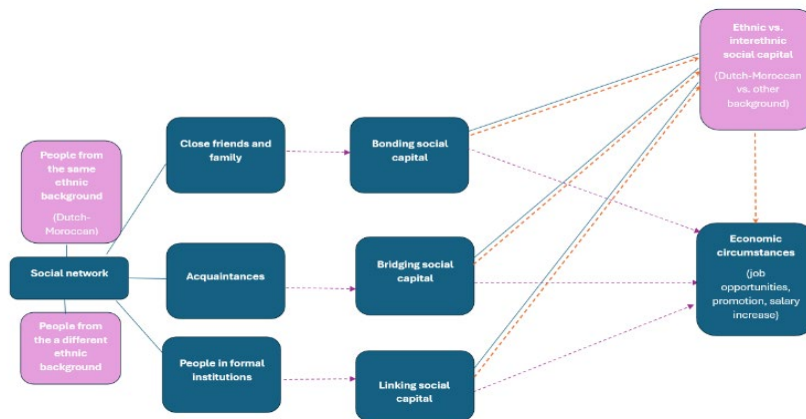 Ethnic vs.
interethnic
social capital
(Dutch-Moroccan
vs. other
background)
People from
the same
ethnic
background
(Dutch-
Moroccan)
Close friends and
family
Bonding social
capital
Social network
Acquaintances
Bridging social
capital
Economic
circumstances
(job
opportunities,
promotion, salary
increase)
People from
the a different
ethnic
background
People in formal
institutions
Linking social
capital